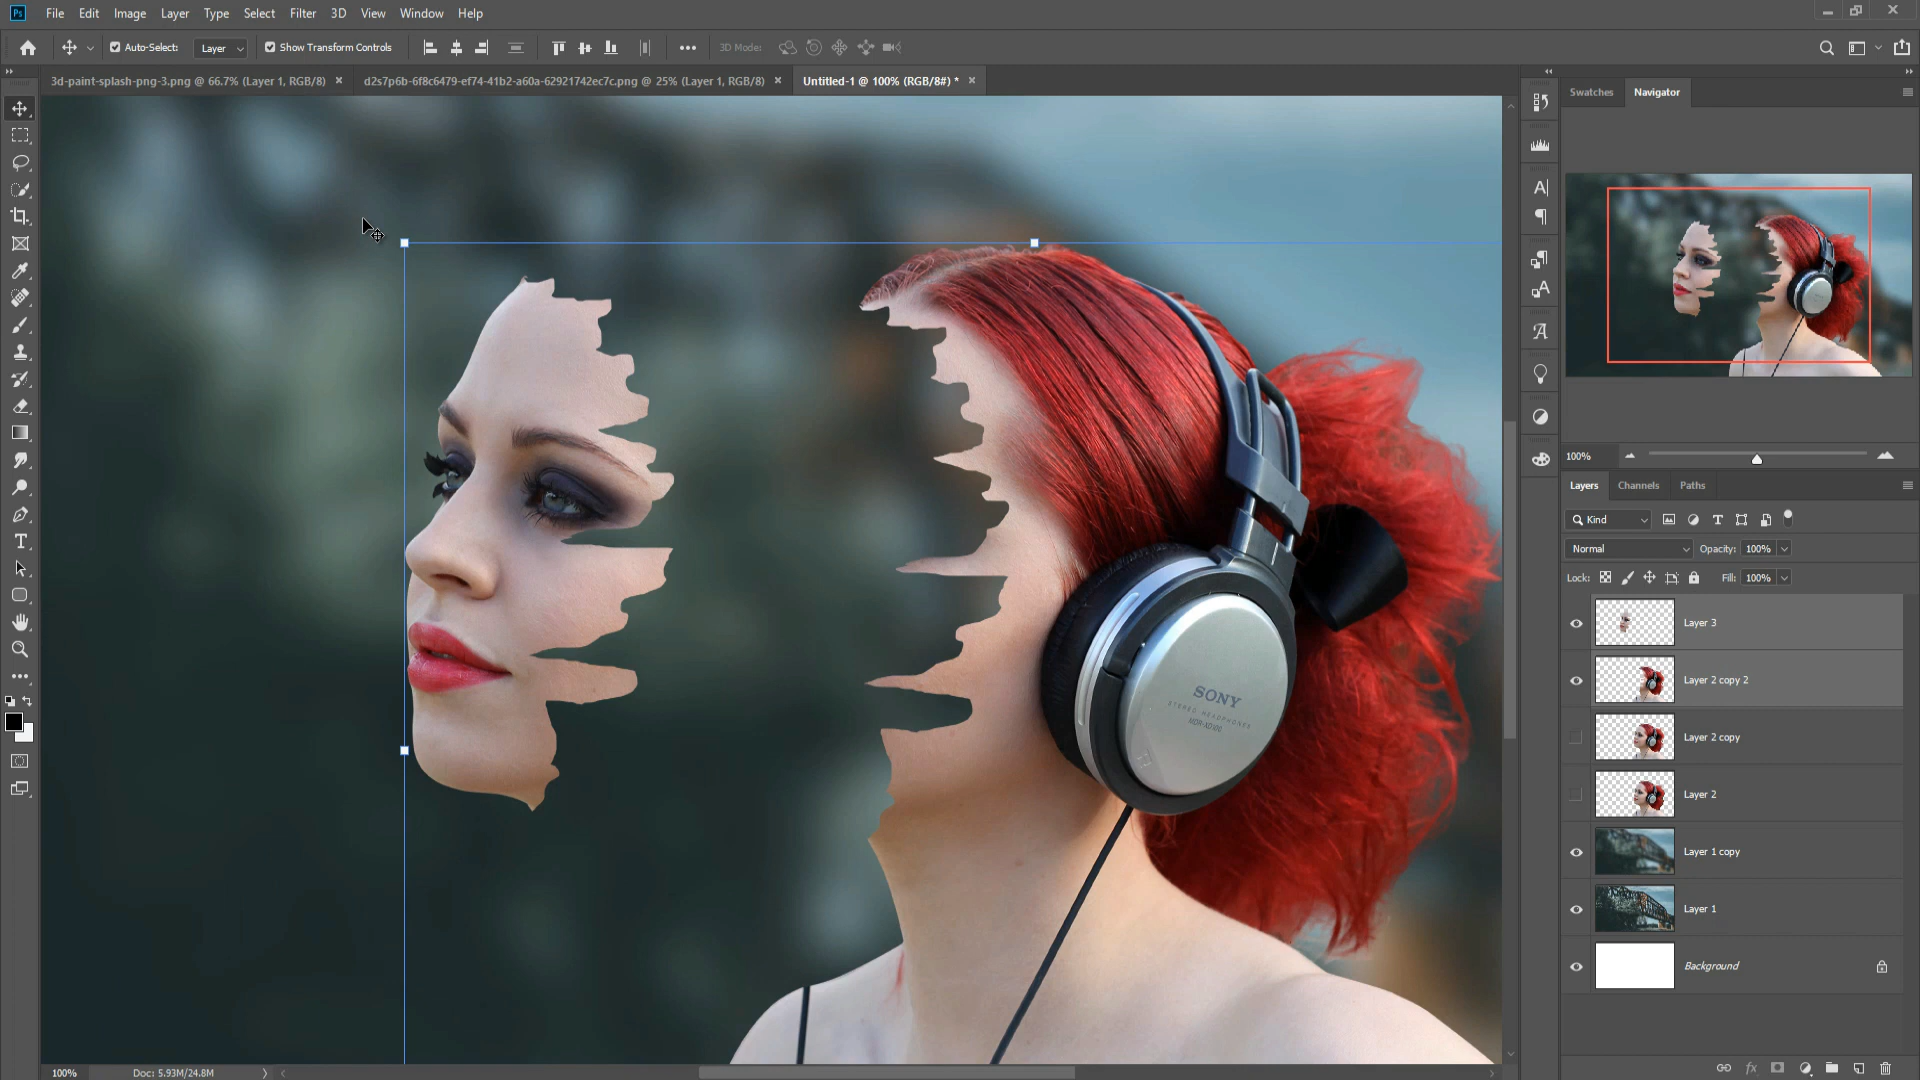 Ps File Edit Image Layer Type Select Filter 3D View Window Help
Auto-Select: Layer Show Transform Controls 3D Mode:
3d-paint-splash-png-3.png @ 66.7% (Layer 1, RGB/8) × d2s7p6b-6f8c6479-ef74-41b2-a60a-62921742ec7c.png @ 25% (Layer 1, RGB/8) × Untitled-1 @ 100% (RGB/8#) * ×
Swatches Navigator
100%
Layers Channels Paths
Kind
Normal Opacity: 100%
Lock: Fill: 100%
Layer 3
Layer 2 copy 2
Layer 2 copy
Layer 2
Layer 1 copy
Layer 1
Background
SONY
STEREO HEADPHONES
100% Doc: 5.93M/24.8M